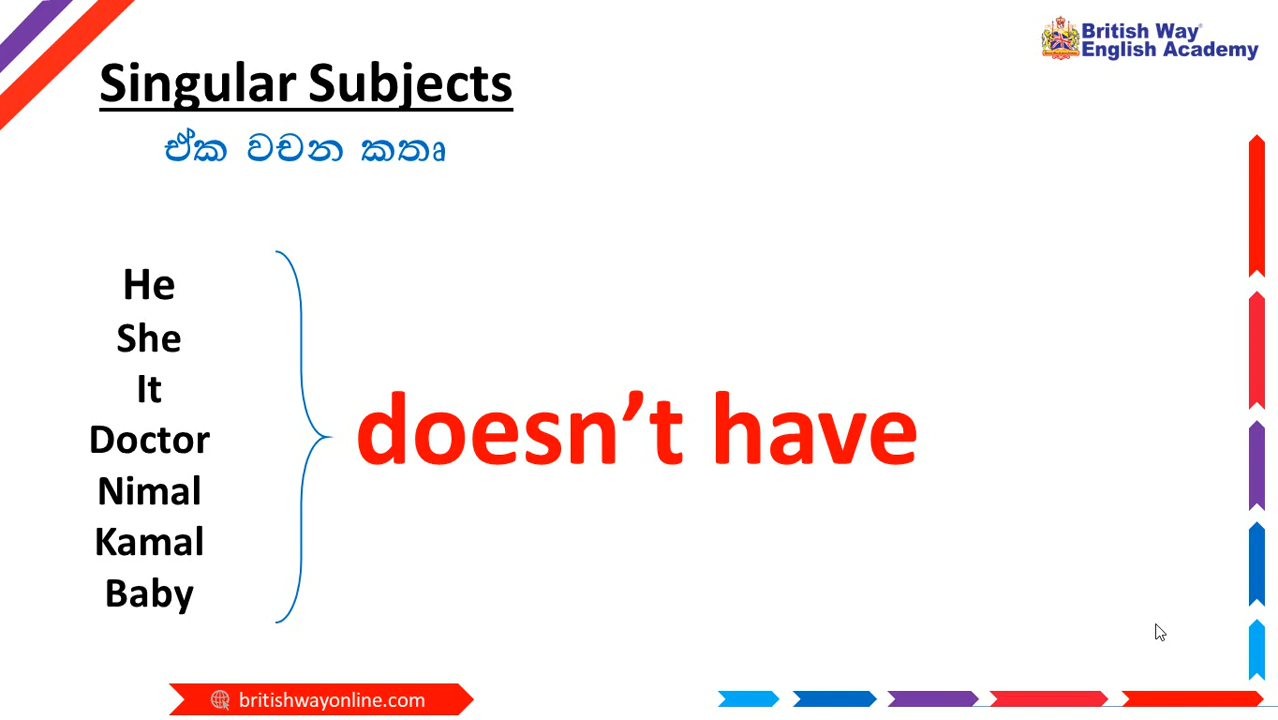 British Way®
English Academy
Singular Subjects
ඒක වචන කතෘ
He
She
It
Doctor
Nimal
Kamal
Baby
doesn’t have
britishwayonline.com